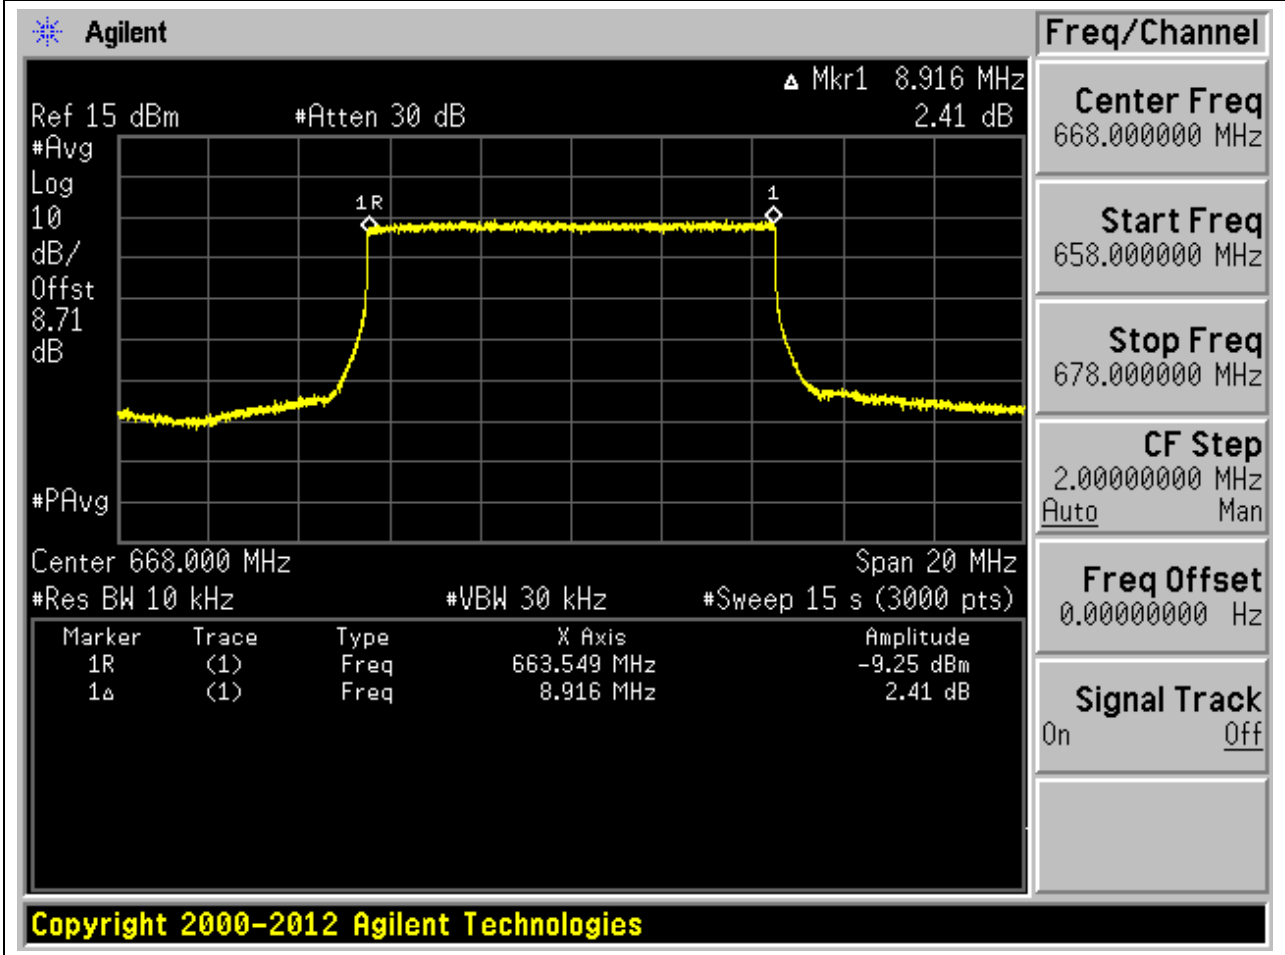 Agilent
Freq/Channel
Δ Mkr1 8.916 MHz
Ref 15 dBm #Atten 30 dB 2.41 dB
#Avg
Log
10
dB/
Offst
8.71
dB
1R
1
#PAvg
Center 668.000 MHz Span 20 MHz
#Res BW 10 kHz #VBW 30 kHz #Sweep 15 s (3000 pts)
Marker Trace Type X Axis Amplitude
1R (1) Freq 663.549 MHz -9.25 dBm
1Δ (1) Freq 8.916 MHz 2.41 dB
Center Freq
668.000000 MHz
Start Freq
658.000000 MHz
Stop Freq
678.000000 MHz
CF Step
2.00000000 MHz
Auto Man
Freq Offset
0.00000000 Hz
Signal Track
On Off
Copyright 2000-2012 Agilent Technologies